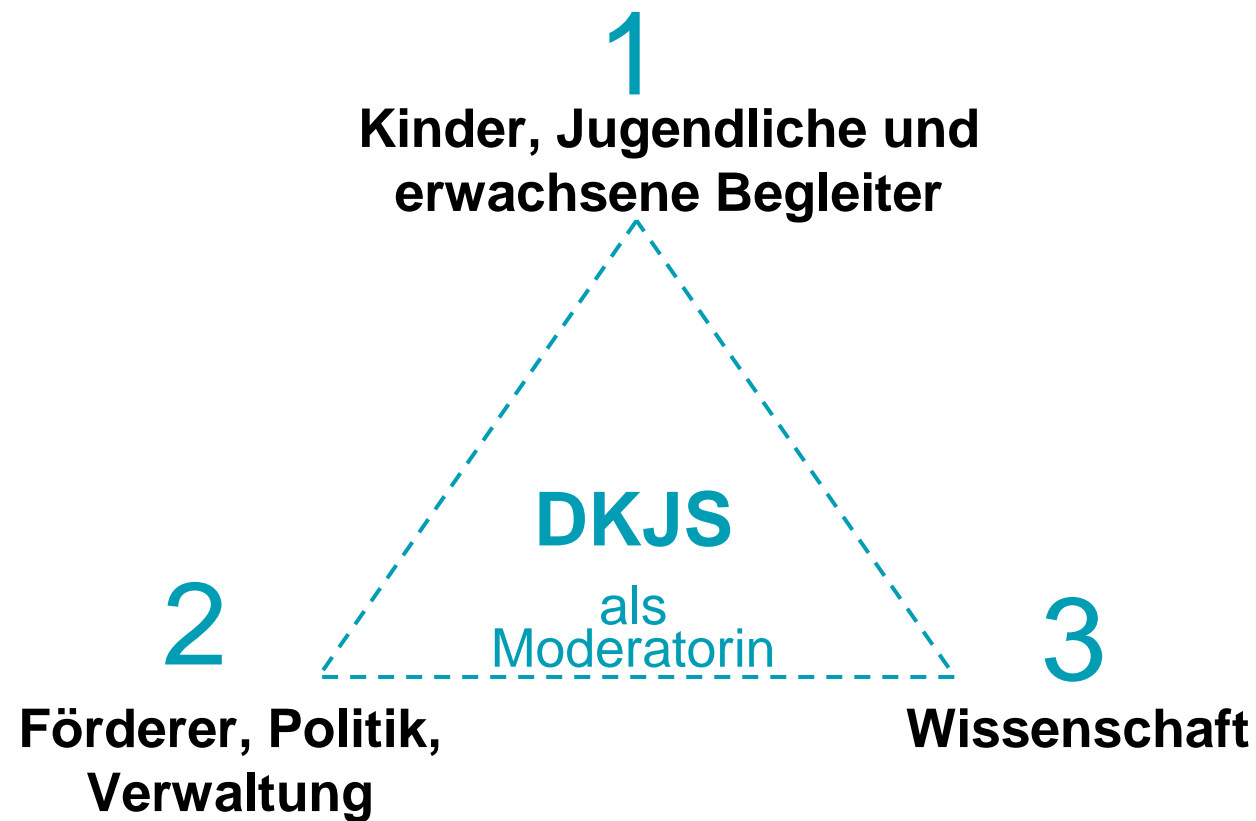 1
Kinder, Jugendliche und
erwachsene Begleiter
DKJS
als
Moderatorin
2
Förderer, Politik,
Verwaltung
3
Wissenschaft